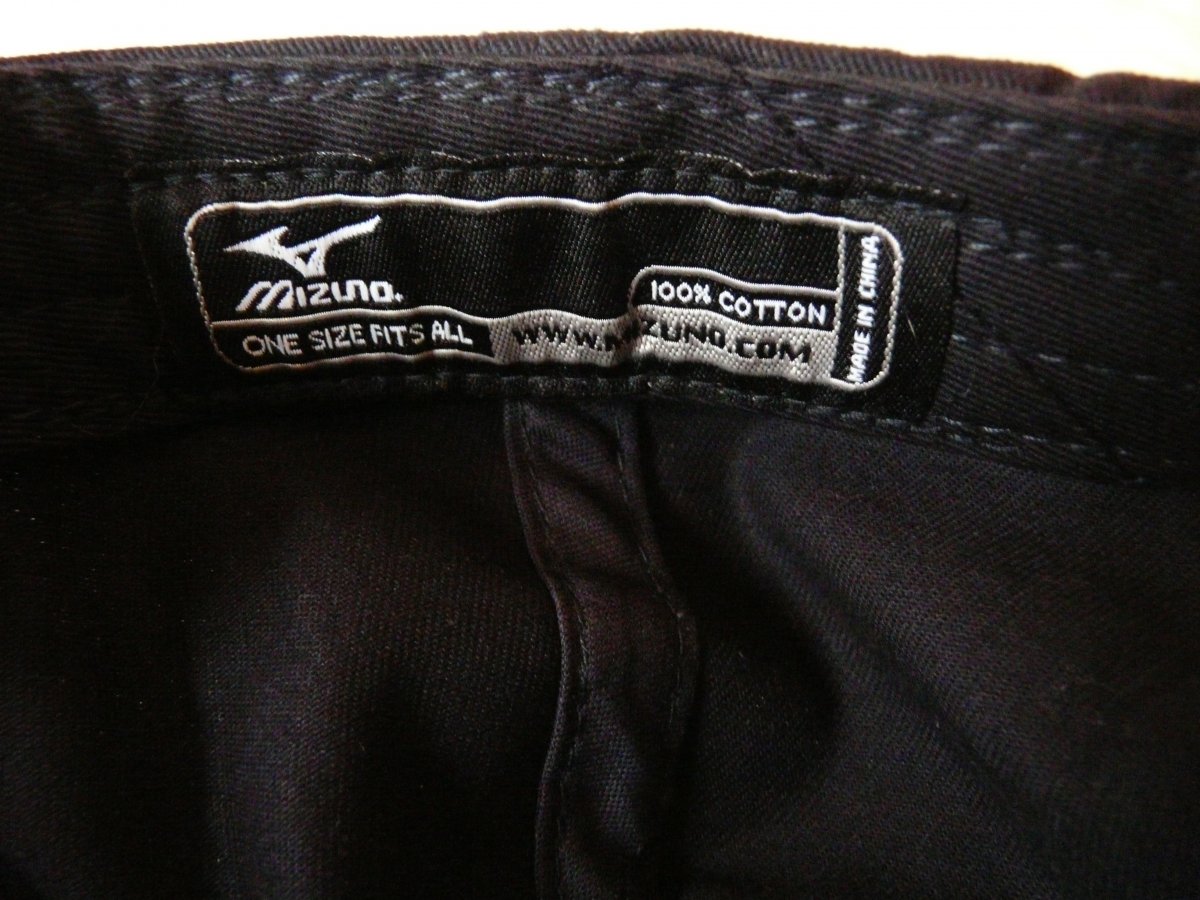 MIZUNO.
100% COTTON
ONE SIZE FITS ALL
WWW.MIZUNO.COM
MADE IN CHINA